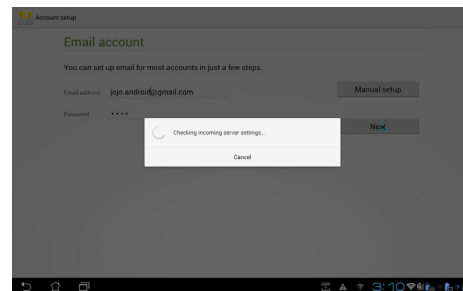 Account setup
Email account
You can set up email for most accounts in just a few steps.
Email address jojo.android@gmail.com Manual setup
Password •••• Next
Checking incoming server settings...
Cancel
3:10